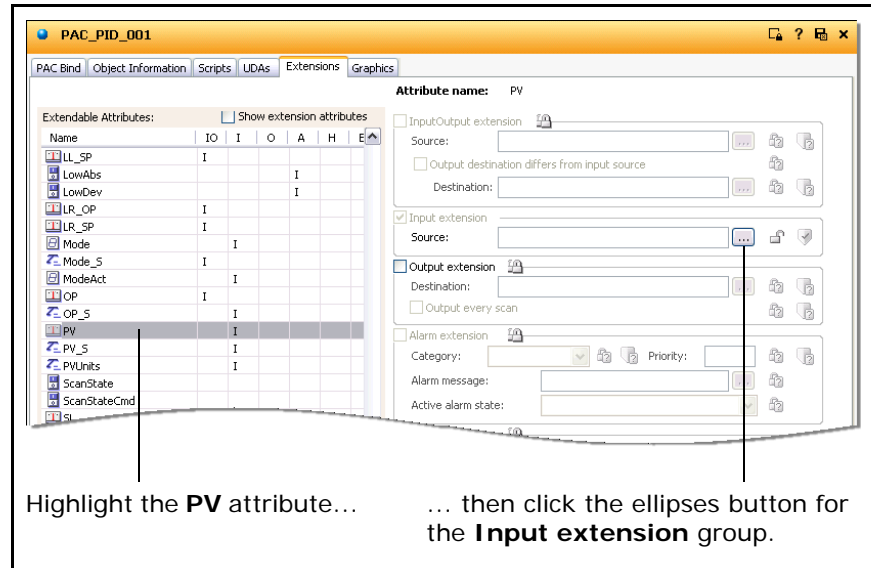 PAC_PID_001
?
PAC Bind Object Information Scripts UDAs Extensions Graphics
Attribute name: PV
Extendable Attributes: Show extension attributes
Name IO I O A H E
LL_SP I
LowAbs I
LowDev I
LR_OP I
LR_SP I
Mode I
Mode_S I
ModeAct I
OP I
OP_S I
PV I
PV_S I
PVUnits I
ScanState
ScanStateCmd
InputOutput extension
Source: ...
Output destination differs from input source
Destination: ...
Input extension
Source: ...
Output extension
Destination: ...
Output every scan
Alarm extension
Category: Priority:
Alarm message: ...
Active alarm state:
Highlight the PV attribute...
... then click the ellipses button for
the Input extension group.